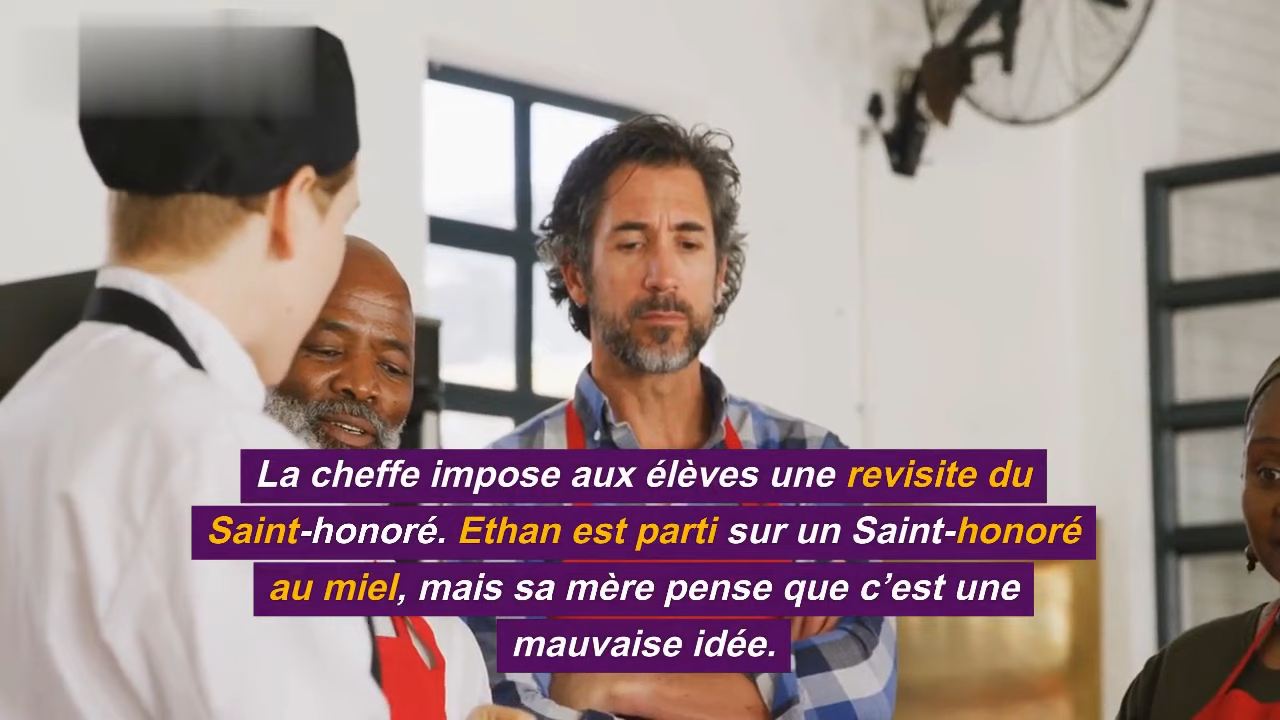 La cheffe impose aux élèves une revisite du
Saint-honoré. Ethan est parti sur un Saint-honoré
au miel, mais sa mère pense que c’est une
mauvaise idée.